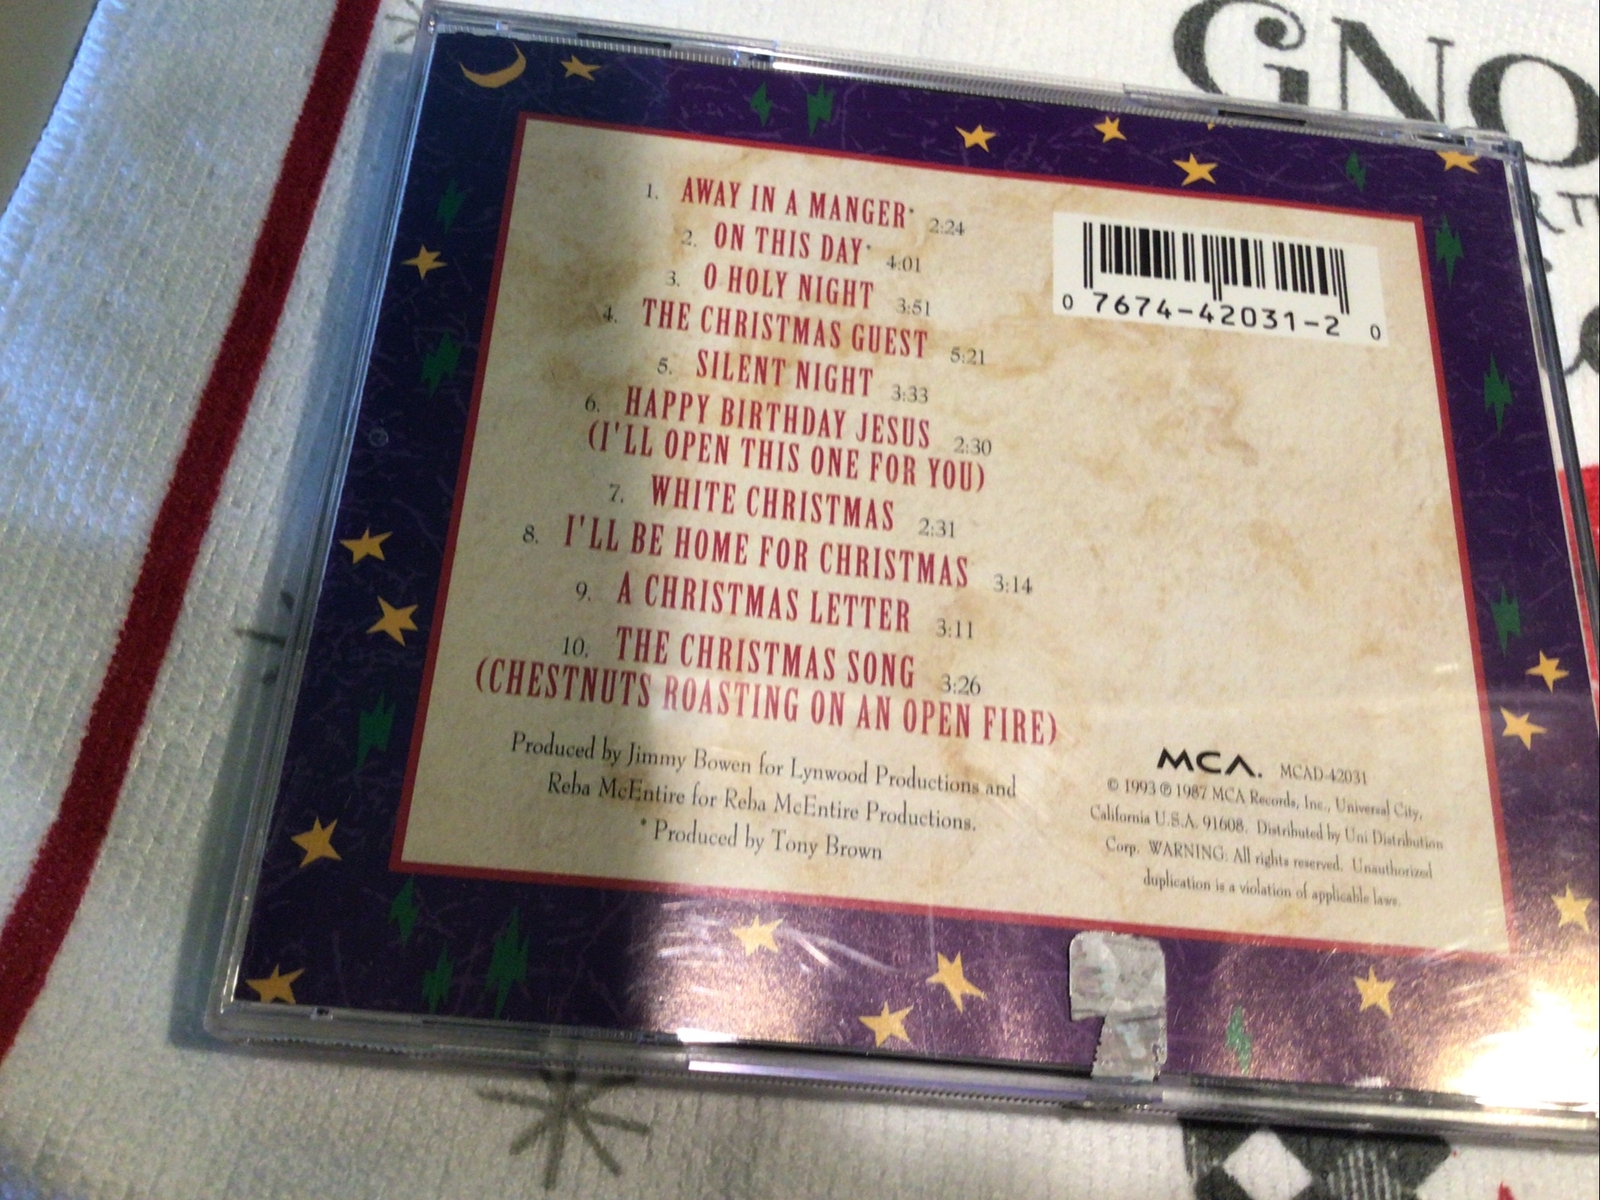 GNO
1. AWAY IN A MANGER* 2:24
2. ON THIS DAY* 4:01
3. O HOLY NIGHT 3:51
4. THE CHRISTMAS GUEST 5:21
5. SILENT NIGHT 3:33
6. HAPPY BIRTHDAY JESUS 2:30
(I'LL OPEN THIS ONE FOR YOU)
7. WHITE CHRISTMAS 2:31
8. I'LL BE HOME FOR CHRISTMAS 3:14
9. A CHRISTMAS LETTER 3:11
10. THE CHRISTMAS SONG 3:26
(CHESTNUTS ROASTING ON AN OPEN FIRE)
Produced by Jimmy Bowen for Lynwood Productions and
Reba McEntire for Reba McEntire Productions.
* Produced by Tony Brown
0 7674-42031-2 0
MCA. MCAD-42031
© 1993 ℗ 1987 MCA Records, Inc., Universal City,
California U.S.A. 91608. Distributed by Uni Distribution
Corp. WARNING: All rights reserved. Unauthorized
duplication is a violation of applicable laws.